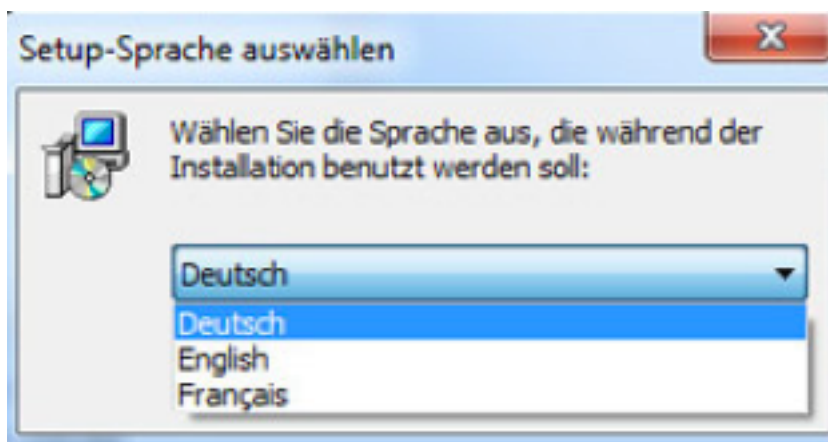 Setup-Sprache auswählen
Wählen Sie die Sprache aus, die während der
Installation benutzt werden soll:
Deutsch
Deutsch
English
Français